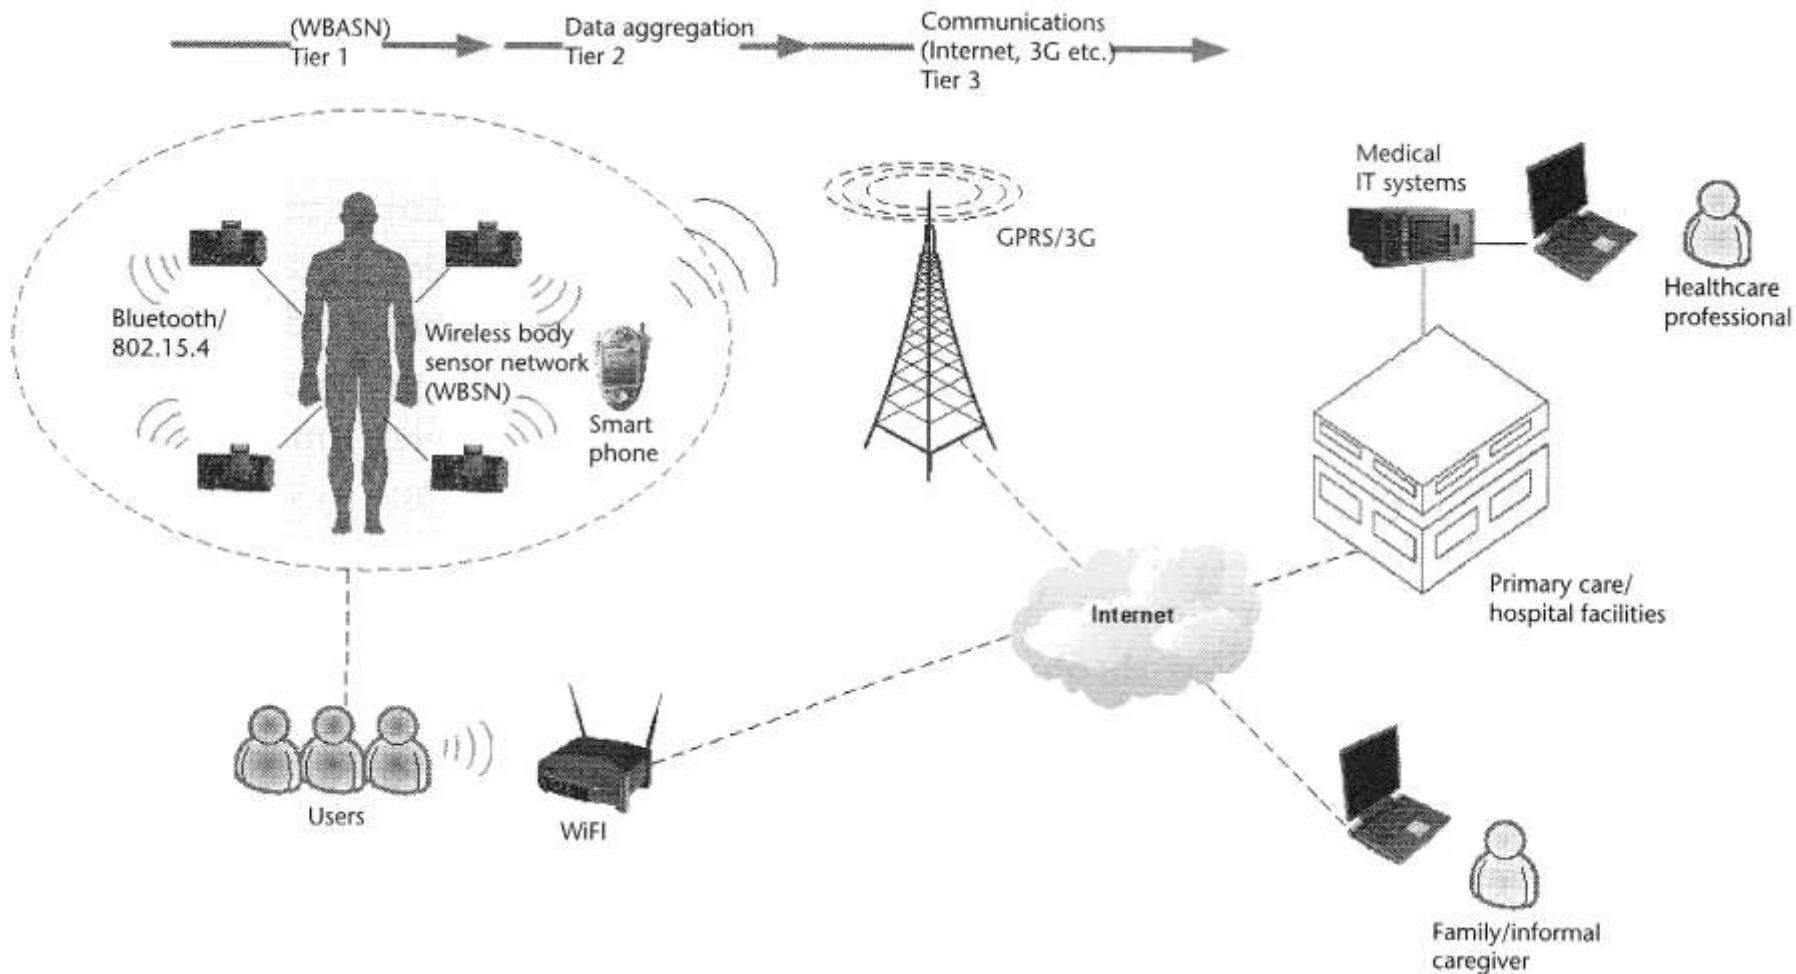 (WBASN)
Tier 1
Data aggregation
Tier 2
Communications
(Internet, 3G etc.)
Tier 3
Medical
IT systems
GPRS/3G
Healthcare
professional
Bluetooth/
802.15.4
Wireless body
sensor network
(WBSN)
Smart
phone
Primary care/
hospital facilities
Internet
Users
WiFI
Family/informal
caregiver